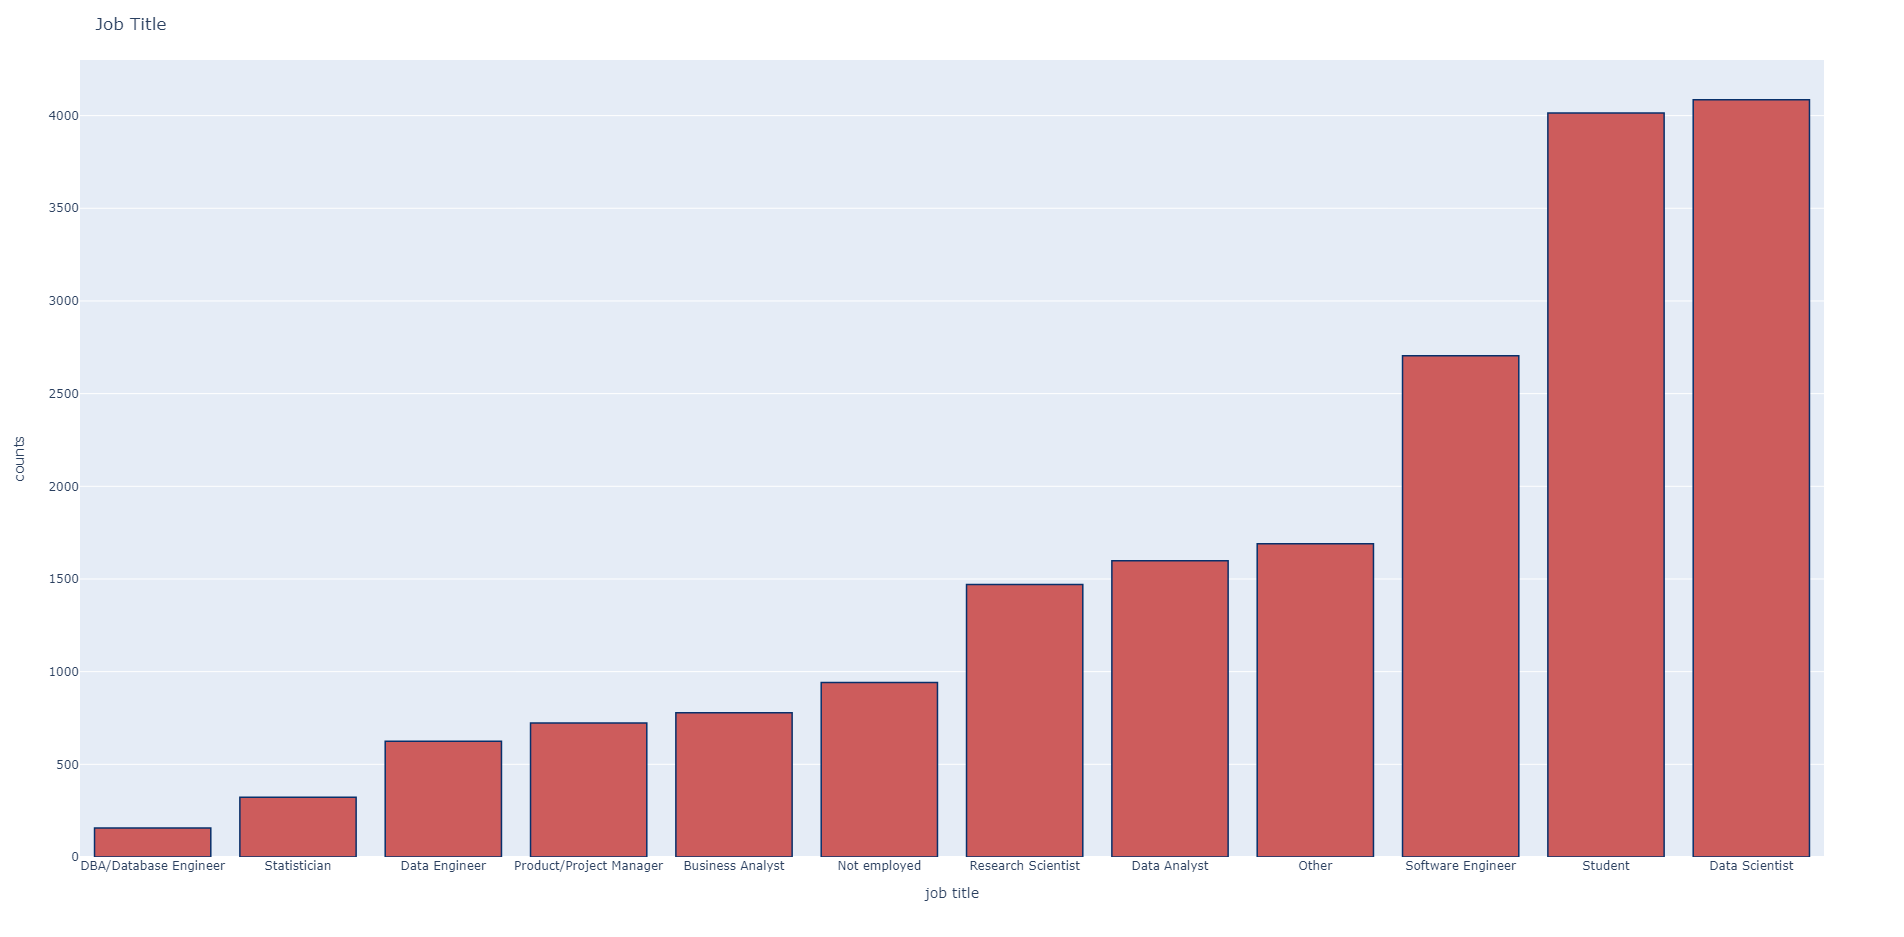 Job Title
counts
4000
3500
3000
2500
2000
1500
1000
500
0
DBA/Database Engineer Statistician Data Engineer Product/Project Manager Business Analyst Not employed Research Scientist Data Analyst Other Software Engineer Student Data Scientist
job title